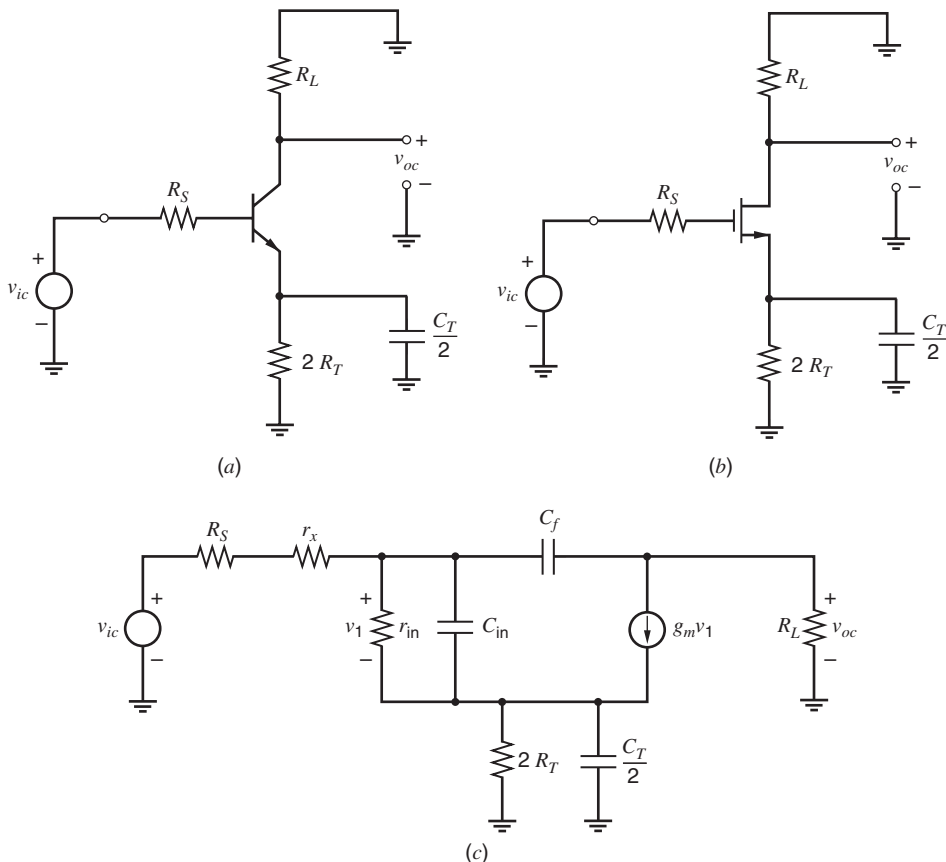 R_L
+
v_oc
−
R_S
+
v_ic
−
2 R_T
C_T
2
(a)
R_L
+
v_oc
−
R_S
+
v_ic
−
2 R_T
C_T
2
(b)
R_S
r_x
C_f
+
v_ic
−
+
v_1
−
r_in
C_in
g_m v_1
R_L
+
v_oc
−
2 R_T
C_T
2
(c)